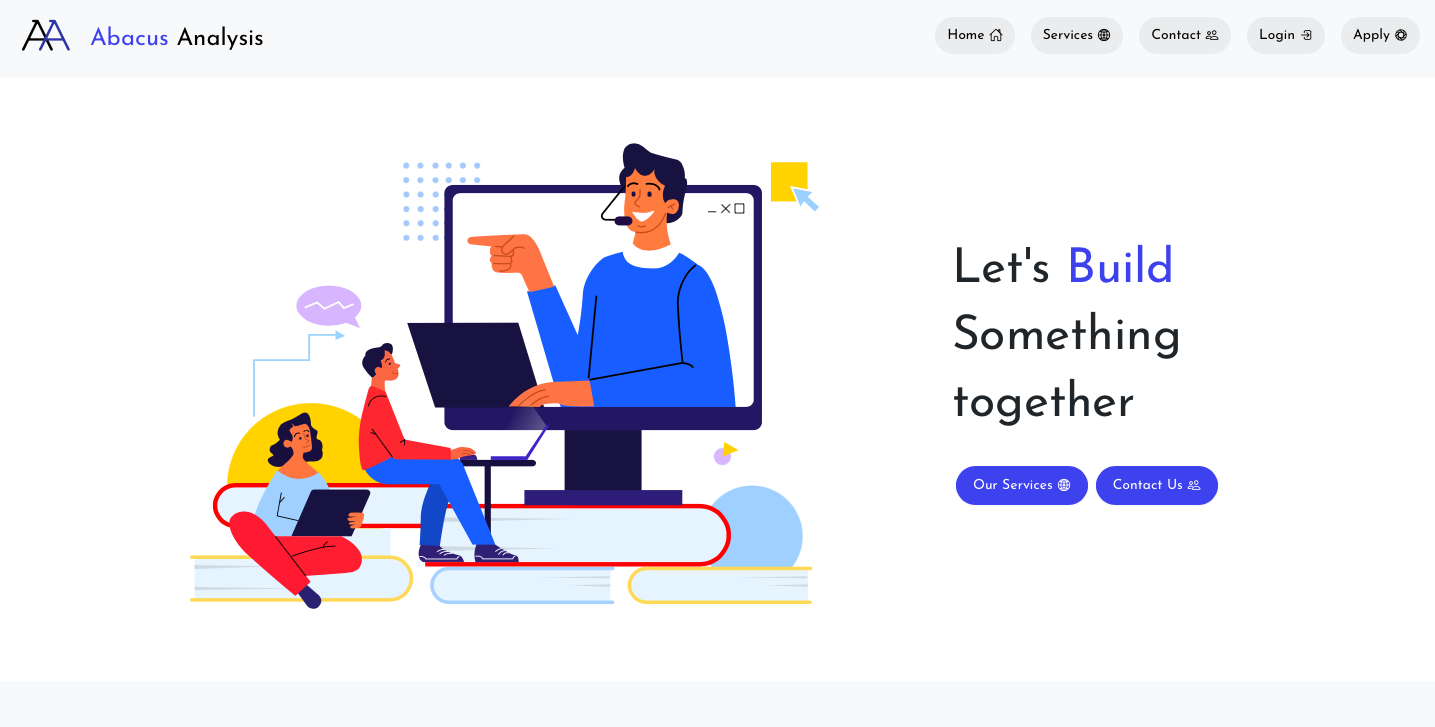 Abacus Analysis
Home
Services
Contact
Login
Apply
Let's Build
Something
together
Our Services
Contact Us